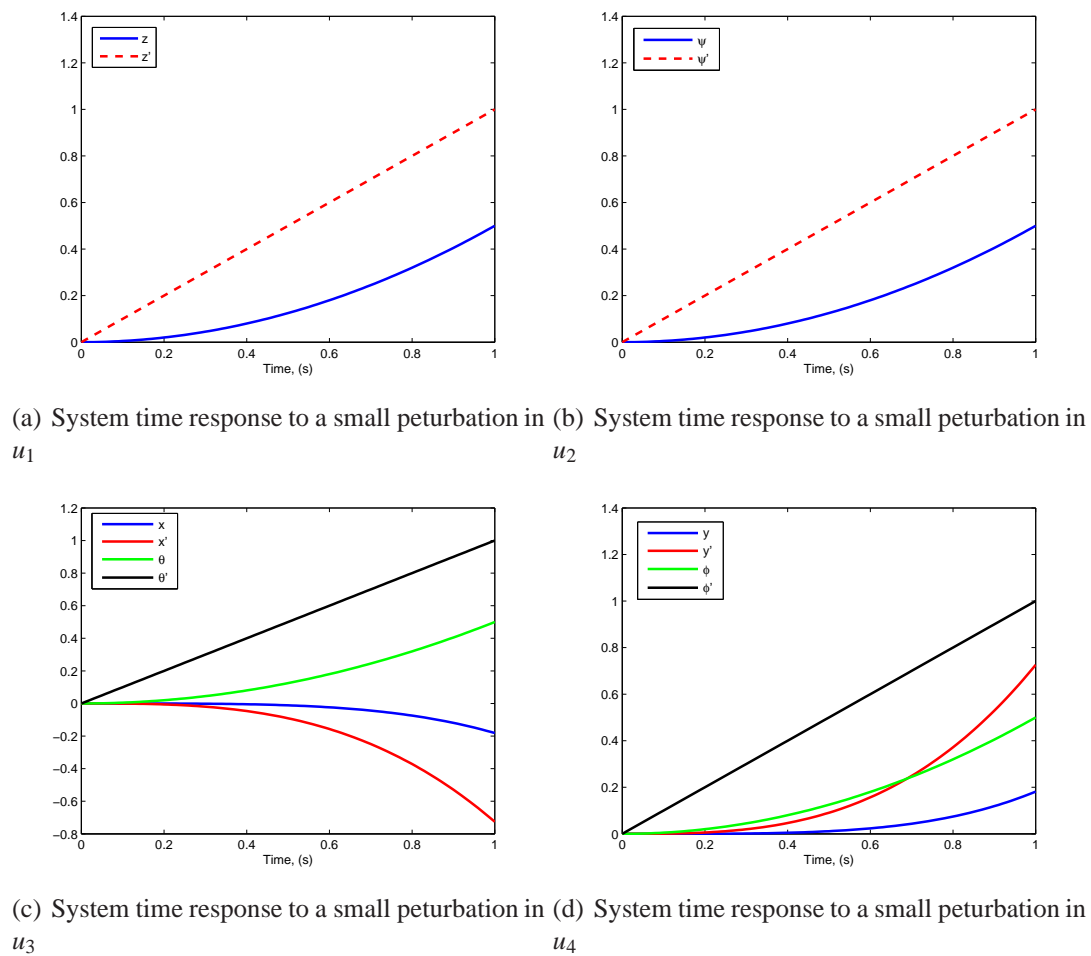 1.4
1.2
1
0.8
0.6
0.4
0.2
0
z
z'
0 0.2 0.4 0.6 0.8 1
Time, (s)
1.4
1.2
1
0.8
0.6
0.4
0.2
0
ψ
ψ'
0 0.2 0.4 0.6 0.8 1
Time, (s)
(a) System time response to a small peturbation in u1
(b) System time response to a small peturbation in u2
1.2
1
0.8
0.6
0.4
0.2
0
−0.2
−0.4
−0.6
−0.8
x
x'
θ
θ'
0 0.2 0.4 0.6 0.8 1
Time, (s)
1.4
1.2
1
0.8
0.6
0.4
0.2
0
y
y'
ϕ
ϕ'
0 0.2 0.4 0.6 0.8 1
Time, (s)
(c) System time response to a small peturbation in u3
(d) System time response to a small peturbation in u4